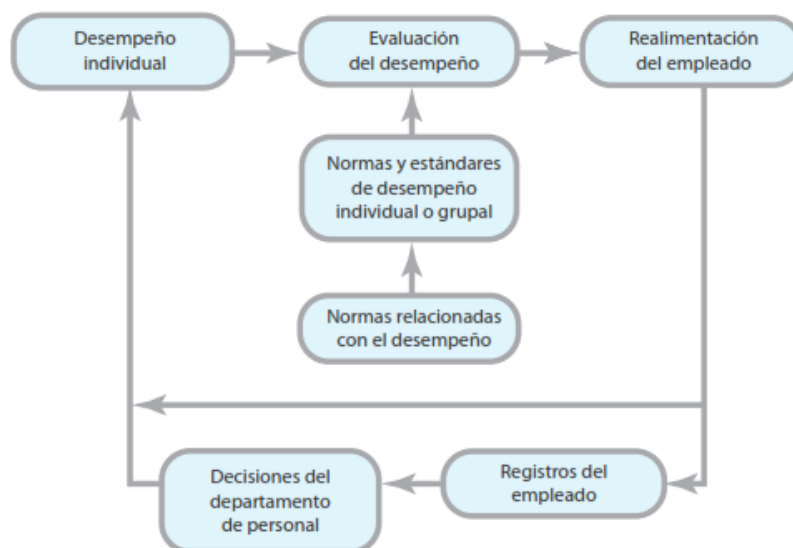 Desempeño
individual
Evaluación
del desempeño
Realimentación
del empleado
Normas y estándares
de desempeño
individual o grupal
Normas relacionadas
con el desempeño
Decisiones del
departamento
de personal
Registros del
empleado